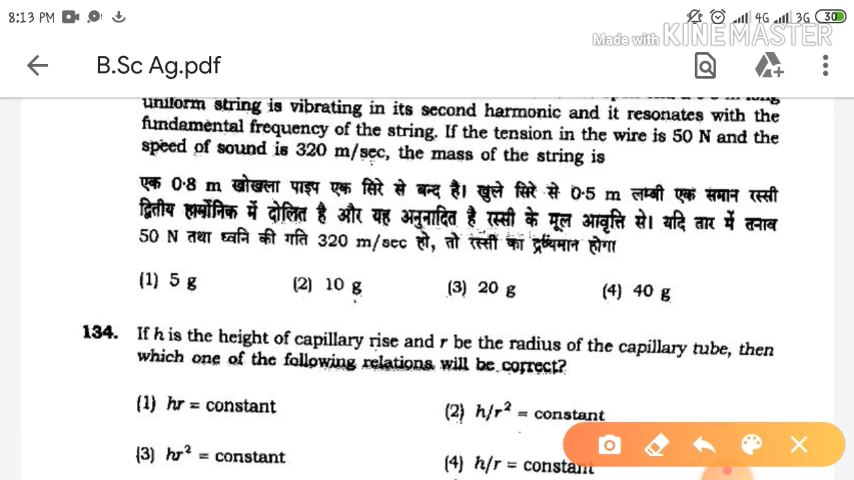 8:13 PM
4G 3G 30
Made with KINEMASTER
B.Sc Ag.pdf
uniform string is vibrating in its second harmonic and it resonates with the
fundamental frequency of the string. If the tension in the wire is 50 N and the
speed of sound is 320 m/sec, the mass of the string is
एक 0·8 m खोखला पाइप एक सिरे से बन्द है। खुले सिरे से 0·5 m लम्बी एक समान रस्सी
द्वितीय हार्मोनिक में दोलित है और यह अनुनादित है रस्सी के मूल आवृत्ति से। यदि तार में तनाव
50 N तथा ध्वनि की गति 320 m/sec हो, तो रस्सी का द्रव्यमान होगा
(1) 5 g (2) 10 g (3) 20 g (4) 40 g
134. If h is the height of capillary rise and r be the radius of the capillary tube, then
which one of the following relations will be correct?
(1) hr = constant (2) h/r² = constant
(3) hr² = constant (4) h/r = constant